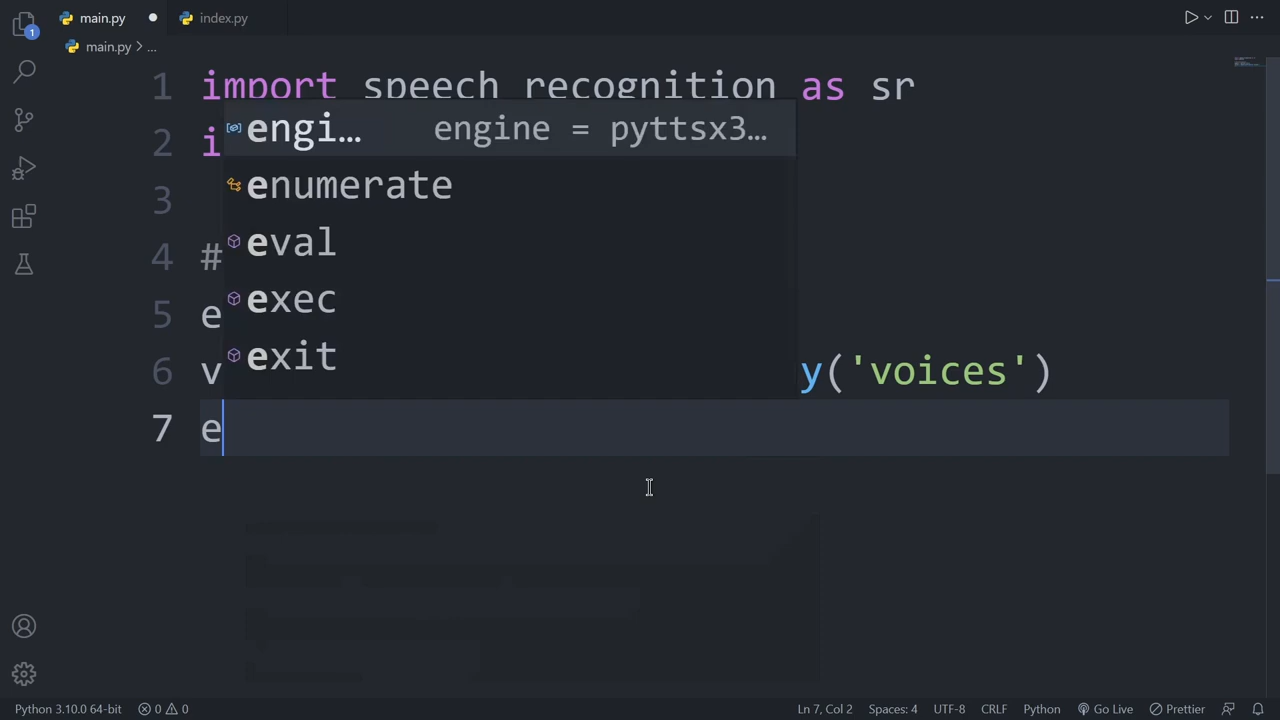 main.py index.py
main.py > ...
1 import speech_recognition as sr
2 i
engi... engine = pyttsx3...
enumerate
3
eval
4 #
exec
5 e
exit
6 v y('voices')
7 e
1
Python 3.10.0 64-bit 0 0 Ln 7, Col 2 Spaces: 4 UTF-8 CRLF Python Go Live Prettier